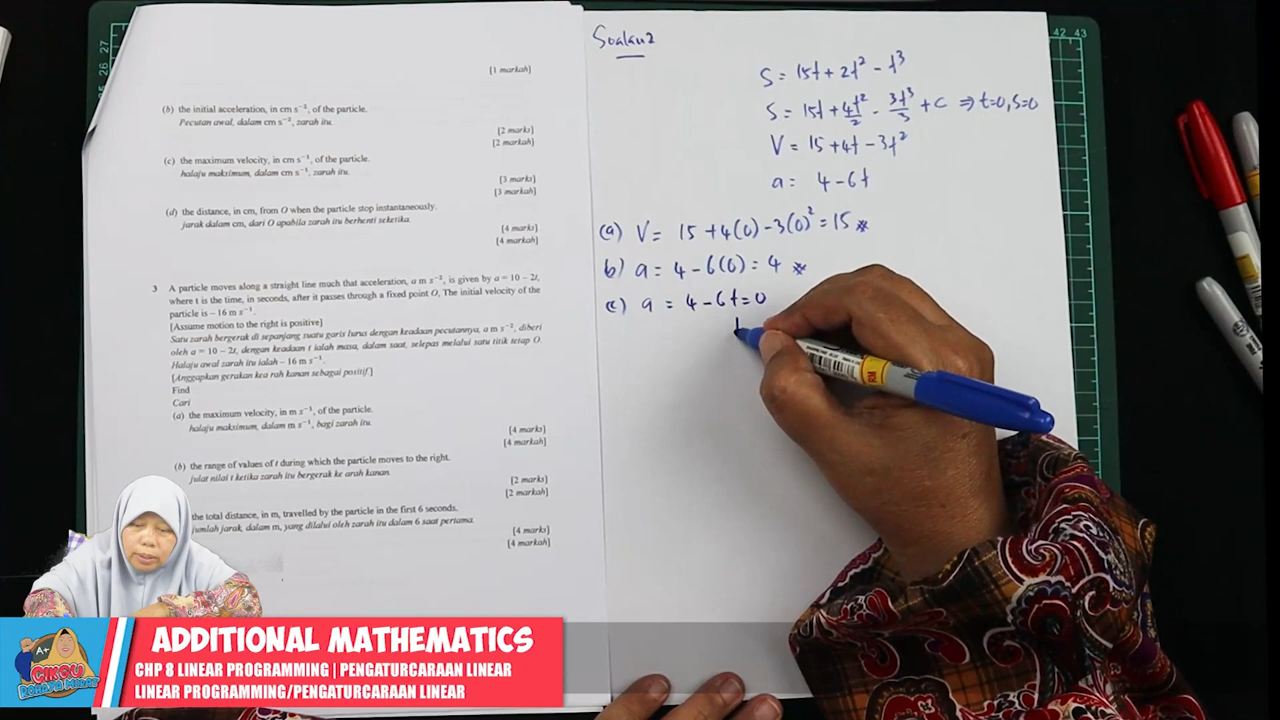 [1 markah]
(b) the initial acceleration, in cm s⁻², of the particle.
Pecutan awal, dalam cm s⁻², zarah itu.
[2 marks]
[2 markah]
(c) the maximum velocity, in cm s⁻¹, of the particle.
halaju maksimum, dalam cm s⁻¹, zarah itu.
[3 marks]
[3 markah]
(d) the distance, in cm, from O when the particle stop instantaneously.
jarak dalam cm, dari O apabila zarah itu berhenti seketika.
[4 marks]
[4 markah]
3 A particle moves along a straight line much that acceleration, a m s⁻², is given by a = 10 – 2t,
where t is the time, in seconds, after it passes through a fixed point O, The initial velocity of the
particle is – 16 m s⁻¹.
[Assume motion to the right is positive]
Satu zarah bergerak di sepanjang suatu garis lurus dengan keadaan pecutannya, a m s⁻², diberi
oleh a = 10 – 2t, dengan keadaan t ialah masa, dalam saat, selepas melalui satu titik tetap O.
Halaju awal zarah itu ialah – 16 m s⁻¹.
[Anggapkan gerakan kea rah kanan sebagai positif.]
Find
Cari
(a) the maximum velocity, in m s⁻¹, of the particle.
halaju maksimum, dalam m s⁻¹, bagi zarah itu.
[4 marks]
[4 markah]
(b) the range of values of t during which the particle moves to the right.
julat nilai t ketika zarah itu bergerak ke arah kanan.
[2 marks]
[2 markah]
the total distance, in m, travelled by the particle in the first 6 seconds.
jumlah jarak, dalam m, yang dilalui oleh zarah itu dalam 6 saat pertama.
[4 marks]
[4 markah]
Soalan 2
S = 15t + 2t² – t³
S = 15t + 4t²/2 – 3t³/3 + c ⇒ t=0, s=0
V = 15 + 4t – 3t²
a = 4 – 6t
(a) V = 15 + 4(0) – 3(0)² = 15
b) a = 4 – 6(0) = 4
(c) a = 4 – 6t = 0
27
26
25
42 43
RM
A+
CIKGU
ADDITIONAL MATHEMATICS
CHP 8 LINEAR PROGRAMMING | PENGATURCARAAN LINEAR
LINEAR PROGRAMMING/PENGATURCARAAN LINEAR